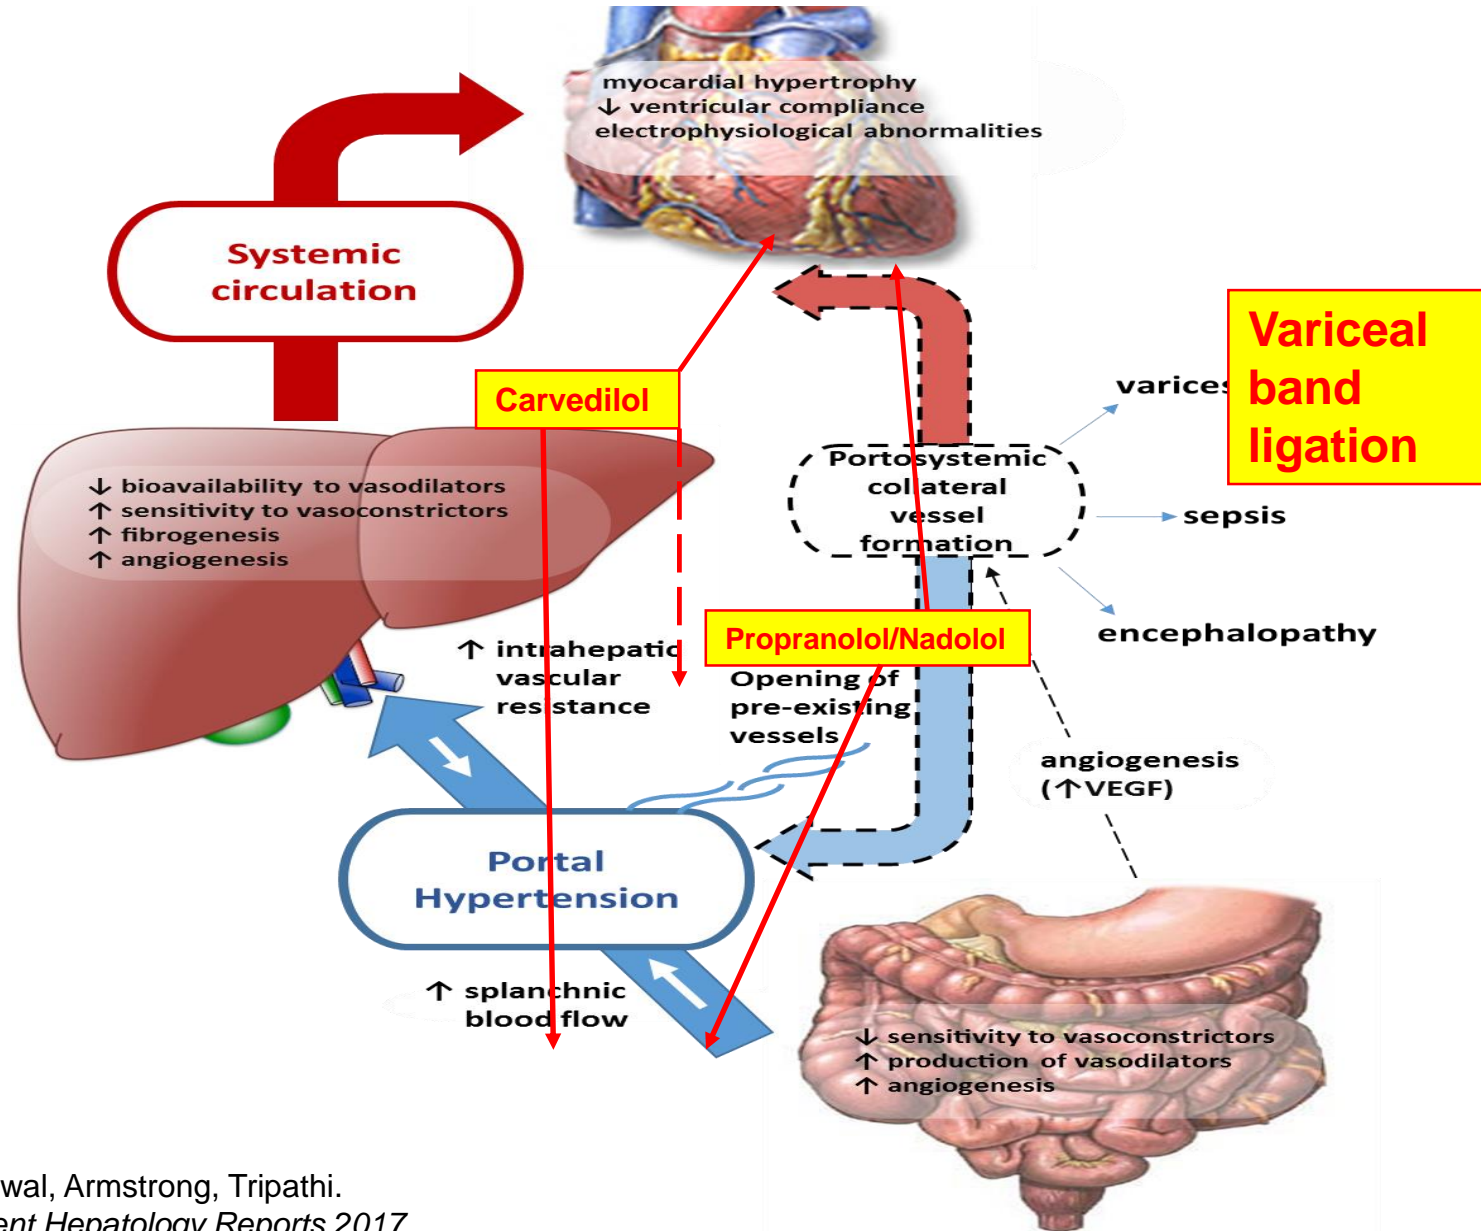 myocardial hypertrophy
↓ ventricular compliance
electrophysiological abnormalities
Systemic
circulation
Variceal
band
ligation
Carvedilol
varices
Portosystemic
collateral
vessel
formation
↓ bioavailability to vasodilators
↑ sensitivity to vasoconstrictors
↑ fibrogenesis
↑ angiogenesis
sepsis
encephalopathy
↑ intrahepatic
vascular
resistance
Propranolol/Nadolol
Opening of
pre-existing
vessels
angiogenesis
(↑VEGF)
Portal
Hypertension
↑ splanchnic
blood flow
↓ sensitivity to vasoconstrictors
↑ production of vasodilators
↑ angiogenesis
Armstrong, Tripathi.
Hepatology Reports 2017